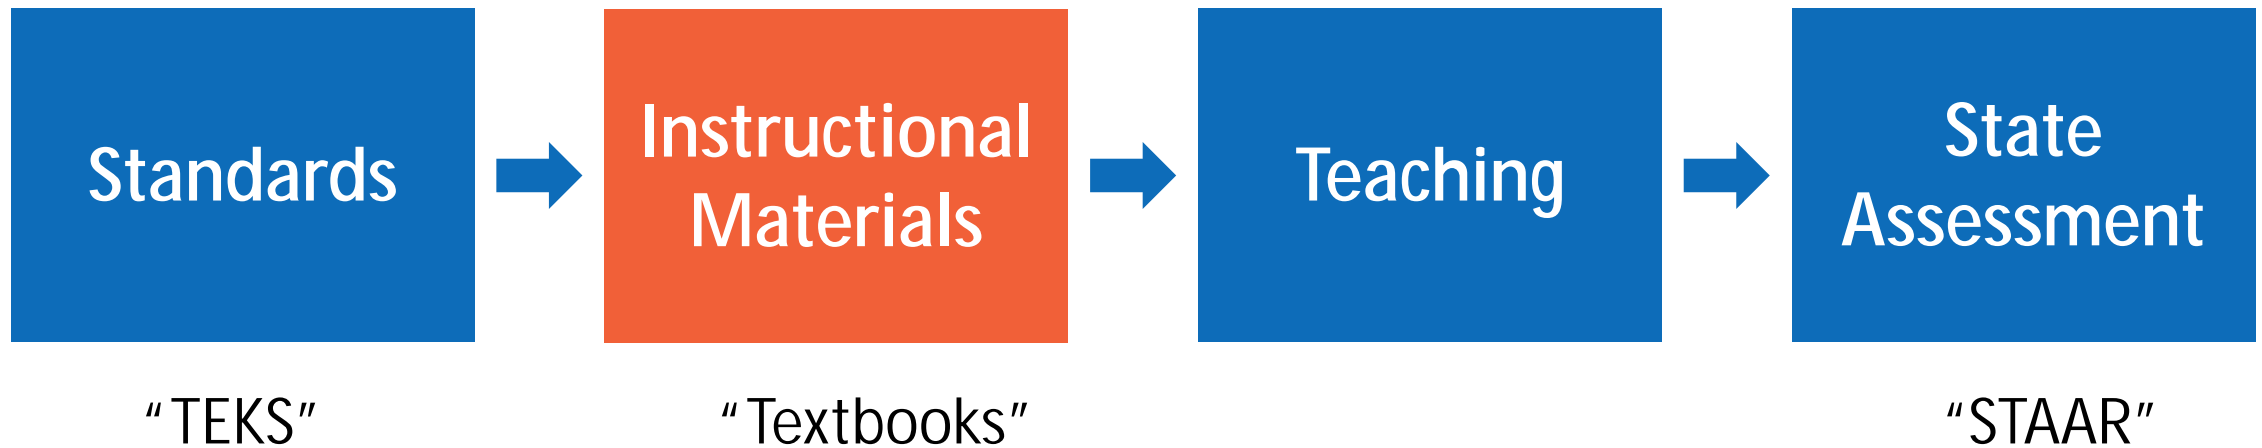 Standards
Instructional
Materials
Teaching
State
Assessment
“TEKS”
“Textbooks”
“STAAR”